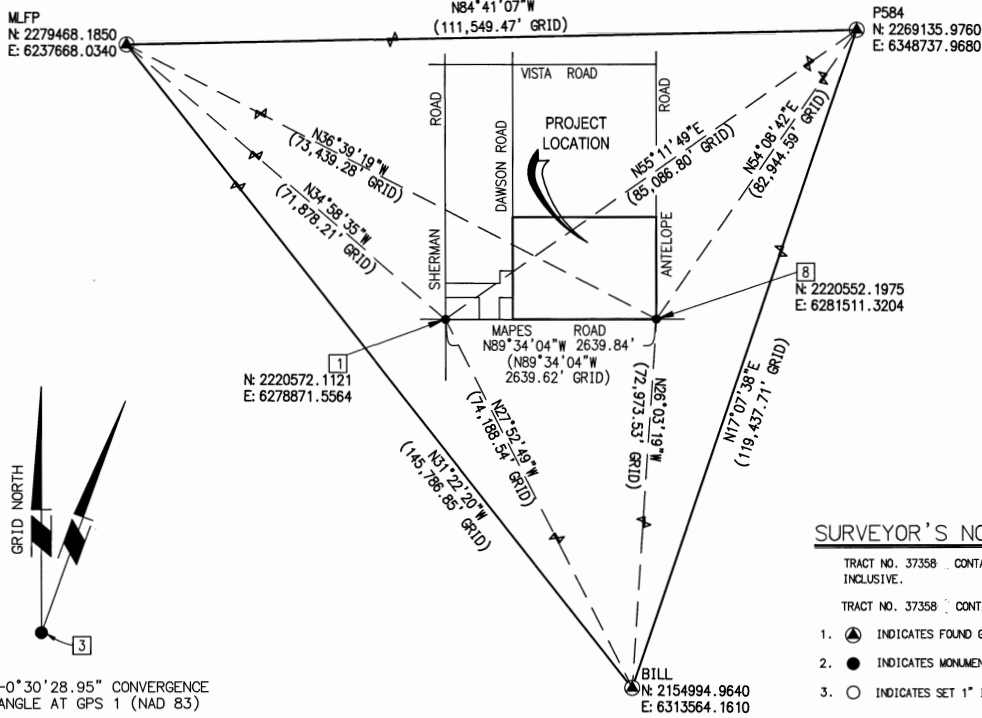 N84°41'07"W
(111,549.47' GRID)
MLFP
N: 2279468.1850
E: 6237668.0340
P584
N: 2269135.9760
E: 6348737.9680
VISTA ROAD
ROAD
DAWSON ROAD
ROAD
PROJECT
LOCATION
N36°39'19"W
(73,439.28' GRID)
N34°58'35"W
(71,878.21' GRID)
N55°11'49"E
(85,086.80' GRID)
N54°08'42"E
(82,944.59' GRID)
SHERMAN
ANTELOPE
8
N: 2220552.1975
E: 6281511.3204
1
N: 2220572.1121
E: 6278871.5564
MAPES ROAD
N89°34'04"W 2639.84'
(N89°34'04"W
2639.62' GRID)
N27°52'49"W
(74,188.54' GRID)
N26°03'19"W
(72,973.53' GRID)
N17°07'38"E
(119,437.71' GRID)
N31°22'20"W
(145,786.85' GRID)
GRID NORTH
3
-0°30'28.95" CONVERGENCE
ANGLE AT GPS 1 (NAD 83)
BILL
N: 2154994.9640
E: 6313564.1610
SURVEYOR'S NO
TRACT NO. 37358 CONTA
INCLUSIVE.
TRACT NO. 37358 CONT
1. INDICATES FOUND G
2. INDICATES MONUMEN
3. INDICATES SET 1"